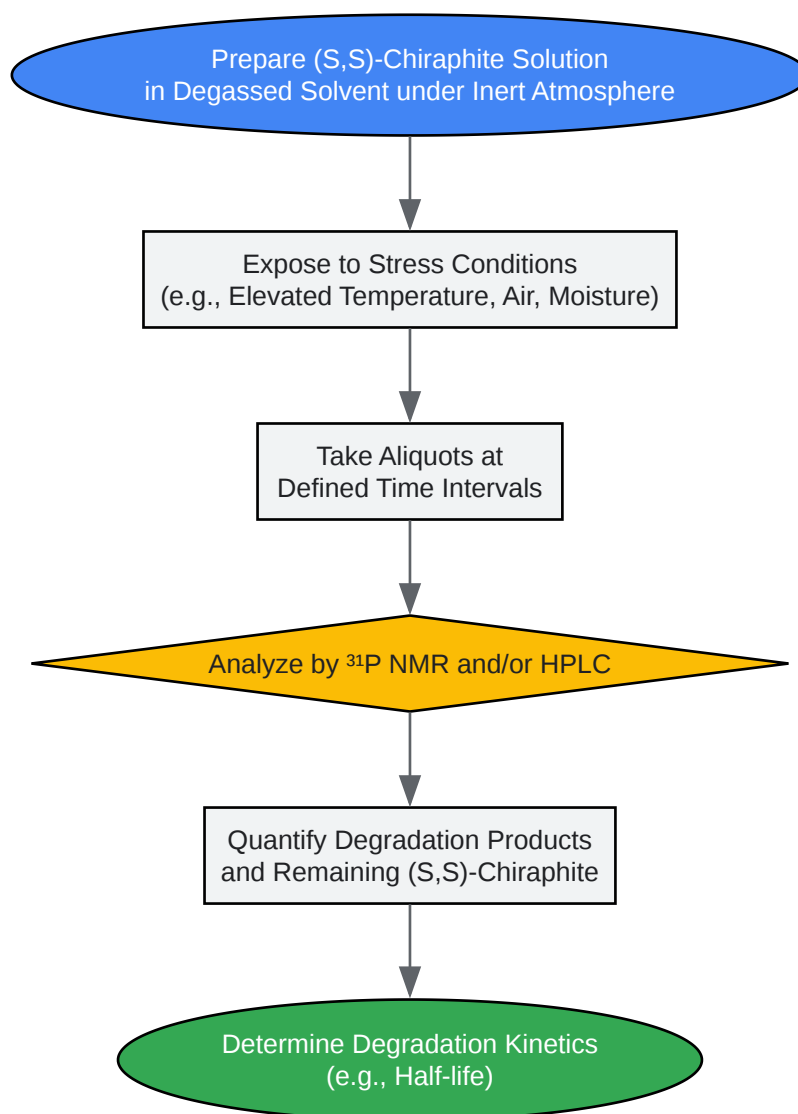 Prepare (S,S)-Chiraphite Solution
in Degassed Solvent under Inert Atmosphere
Expose to Stress Conditions
(e.g., Elevated Temperature, Air, Moisture)
Take Aliquots at
Defined Time Intervals
Analyze by ³¹P NMR and/or HPLC
Quantify Degradation Products
and Remaining (S,S)-Chiraphite
Determine Degradation Kinetics
(e.g., Half-life)